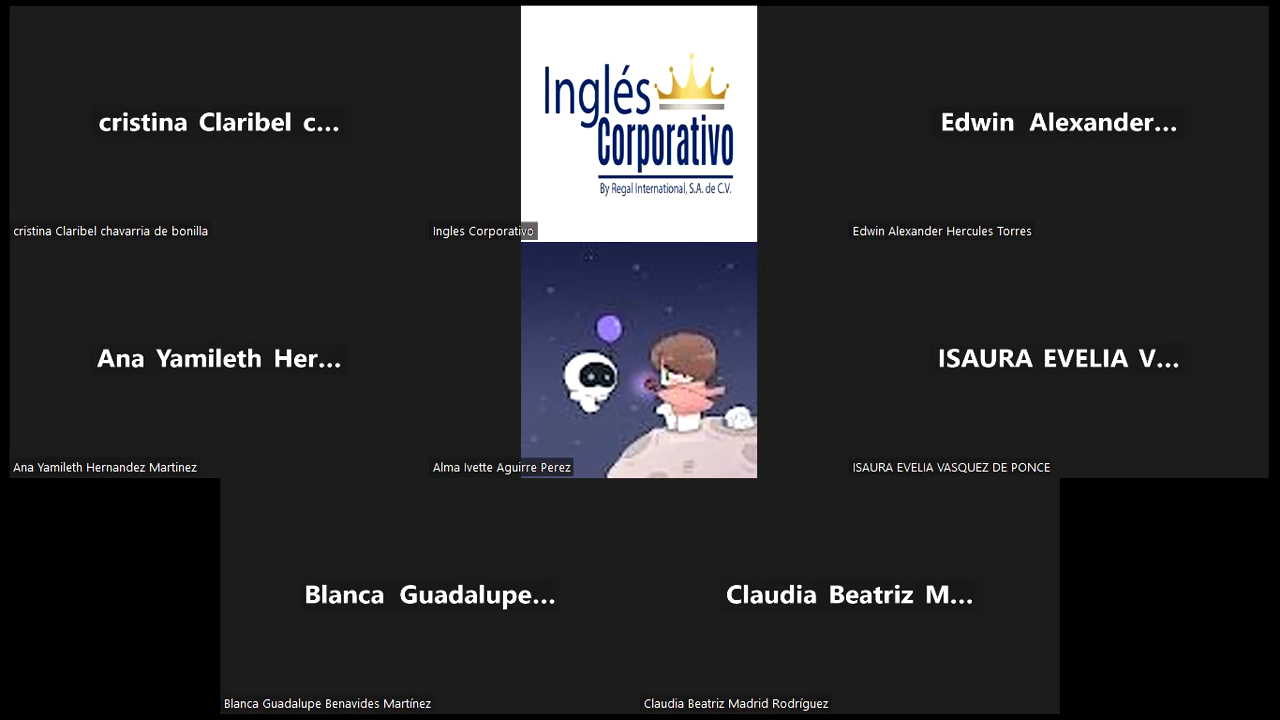 cristina Claribel c...
Inglés
Corporativo
By Regal International, S.A. de C.V.
Edwin Alexander...
cristina Claribel chavarria de bonilla
Ingles Corporativo
Edwin Alexander Hercules Torres
Ana Yamileth Her...
ISAURA EVELIA V...
Ana Yamileth Hernandez Martinez
Alma Ivette Aguirre Perez
ISAURA EVELIA VASQUEZ DE PONCE
Blanca Guadalupe...
Claudia Beatriz M...
Blanca Guadalupe Benavides Martínez
Claudia Beatriz Madrid Rodríguez